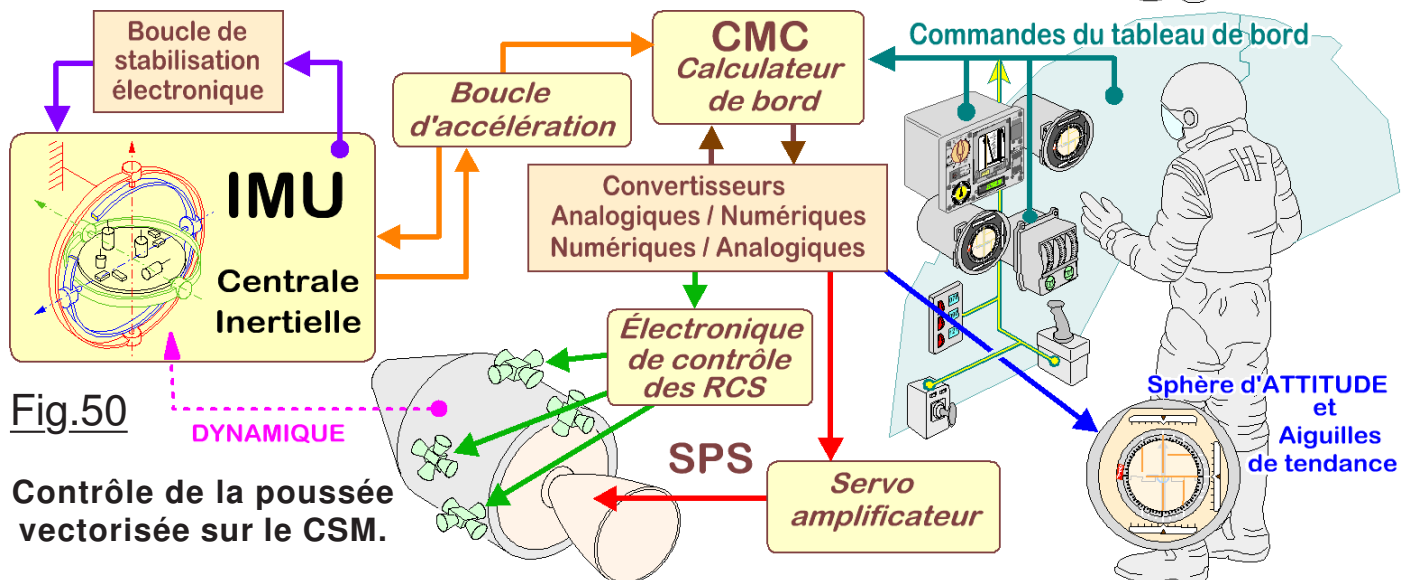 Boucle de
stabilisation
électronique
IMU
Centrale
Inertielle
Boucle
d'accélération
CMC
Calculateur
de bord
Commandes du tableau de bord
Convertisseurs
Analogiques / Numériques
Numériques / Analogiques
Électronique
de contrôle
des RCS
Fig.50
DYNAMIQUE
Contrôle de la poussée
vectorisée sur le CSM.
SPS
Servo
amplificateur
Sphère d'ATTITUDE
et
Aiguilles
de tendance